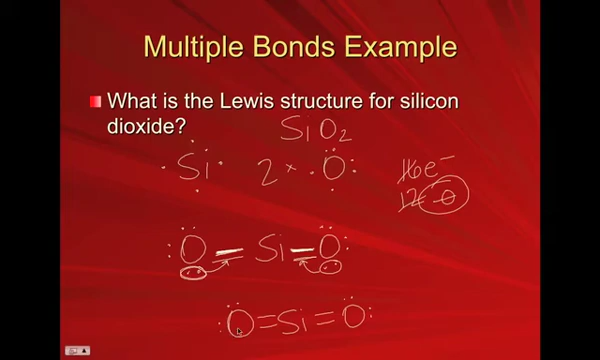 Multiple Bonds Example
What is the Lewis structure for silicon
dioxide?
SiO2
Si 2 × O 16e-
12e-
O = Si = O
O = Si = O